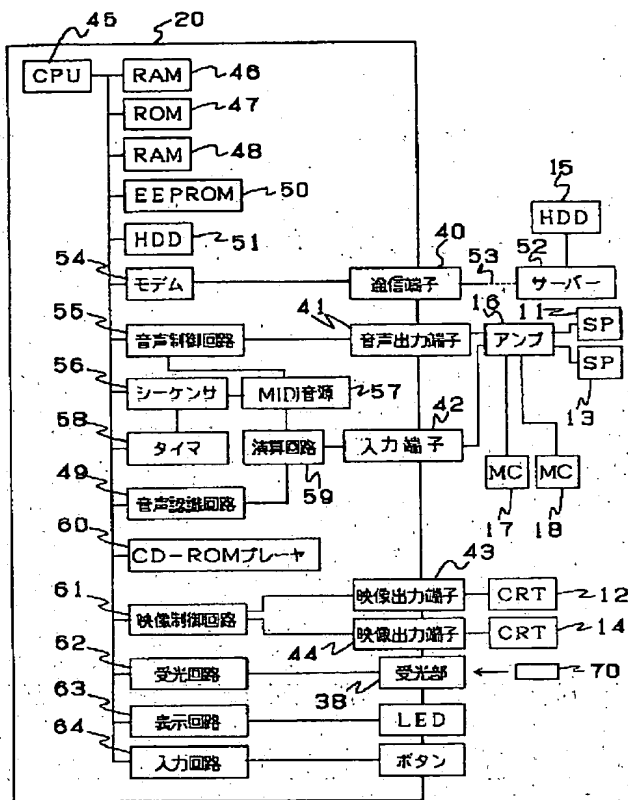 45
20
CPU
RAM
46
ROM
47
RAM
48
EEPROM
50
HDD
51
15
HDD
54
モデム
40
通信端子
53
52
サーバー
55
音声制御回路
41
音声出力端子
16
アンプ
11
SP
SP
13
56
シーケンサ
MIDI音源
57
58
タイマ
演算回路
59
42
入力端子
MC
MC
17
18
49
音声認識回路
60
CD-ROMプレーヤ
43
61
映像制御回路
映像出力端子
CRT
12
映像出力端子
CRT
14
44
62
受光回路
受光部
38
70
63
表示回路
LED
64
入力回路
ボタン